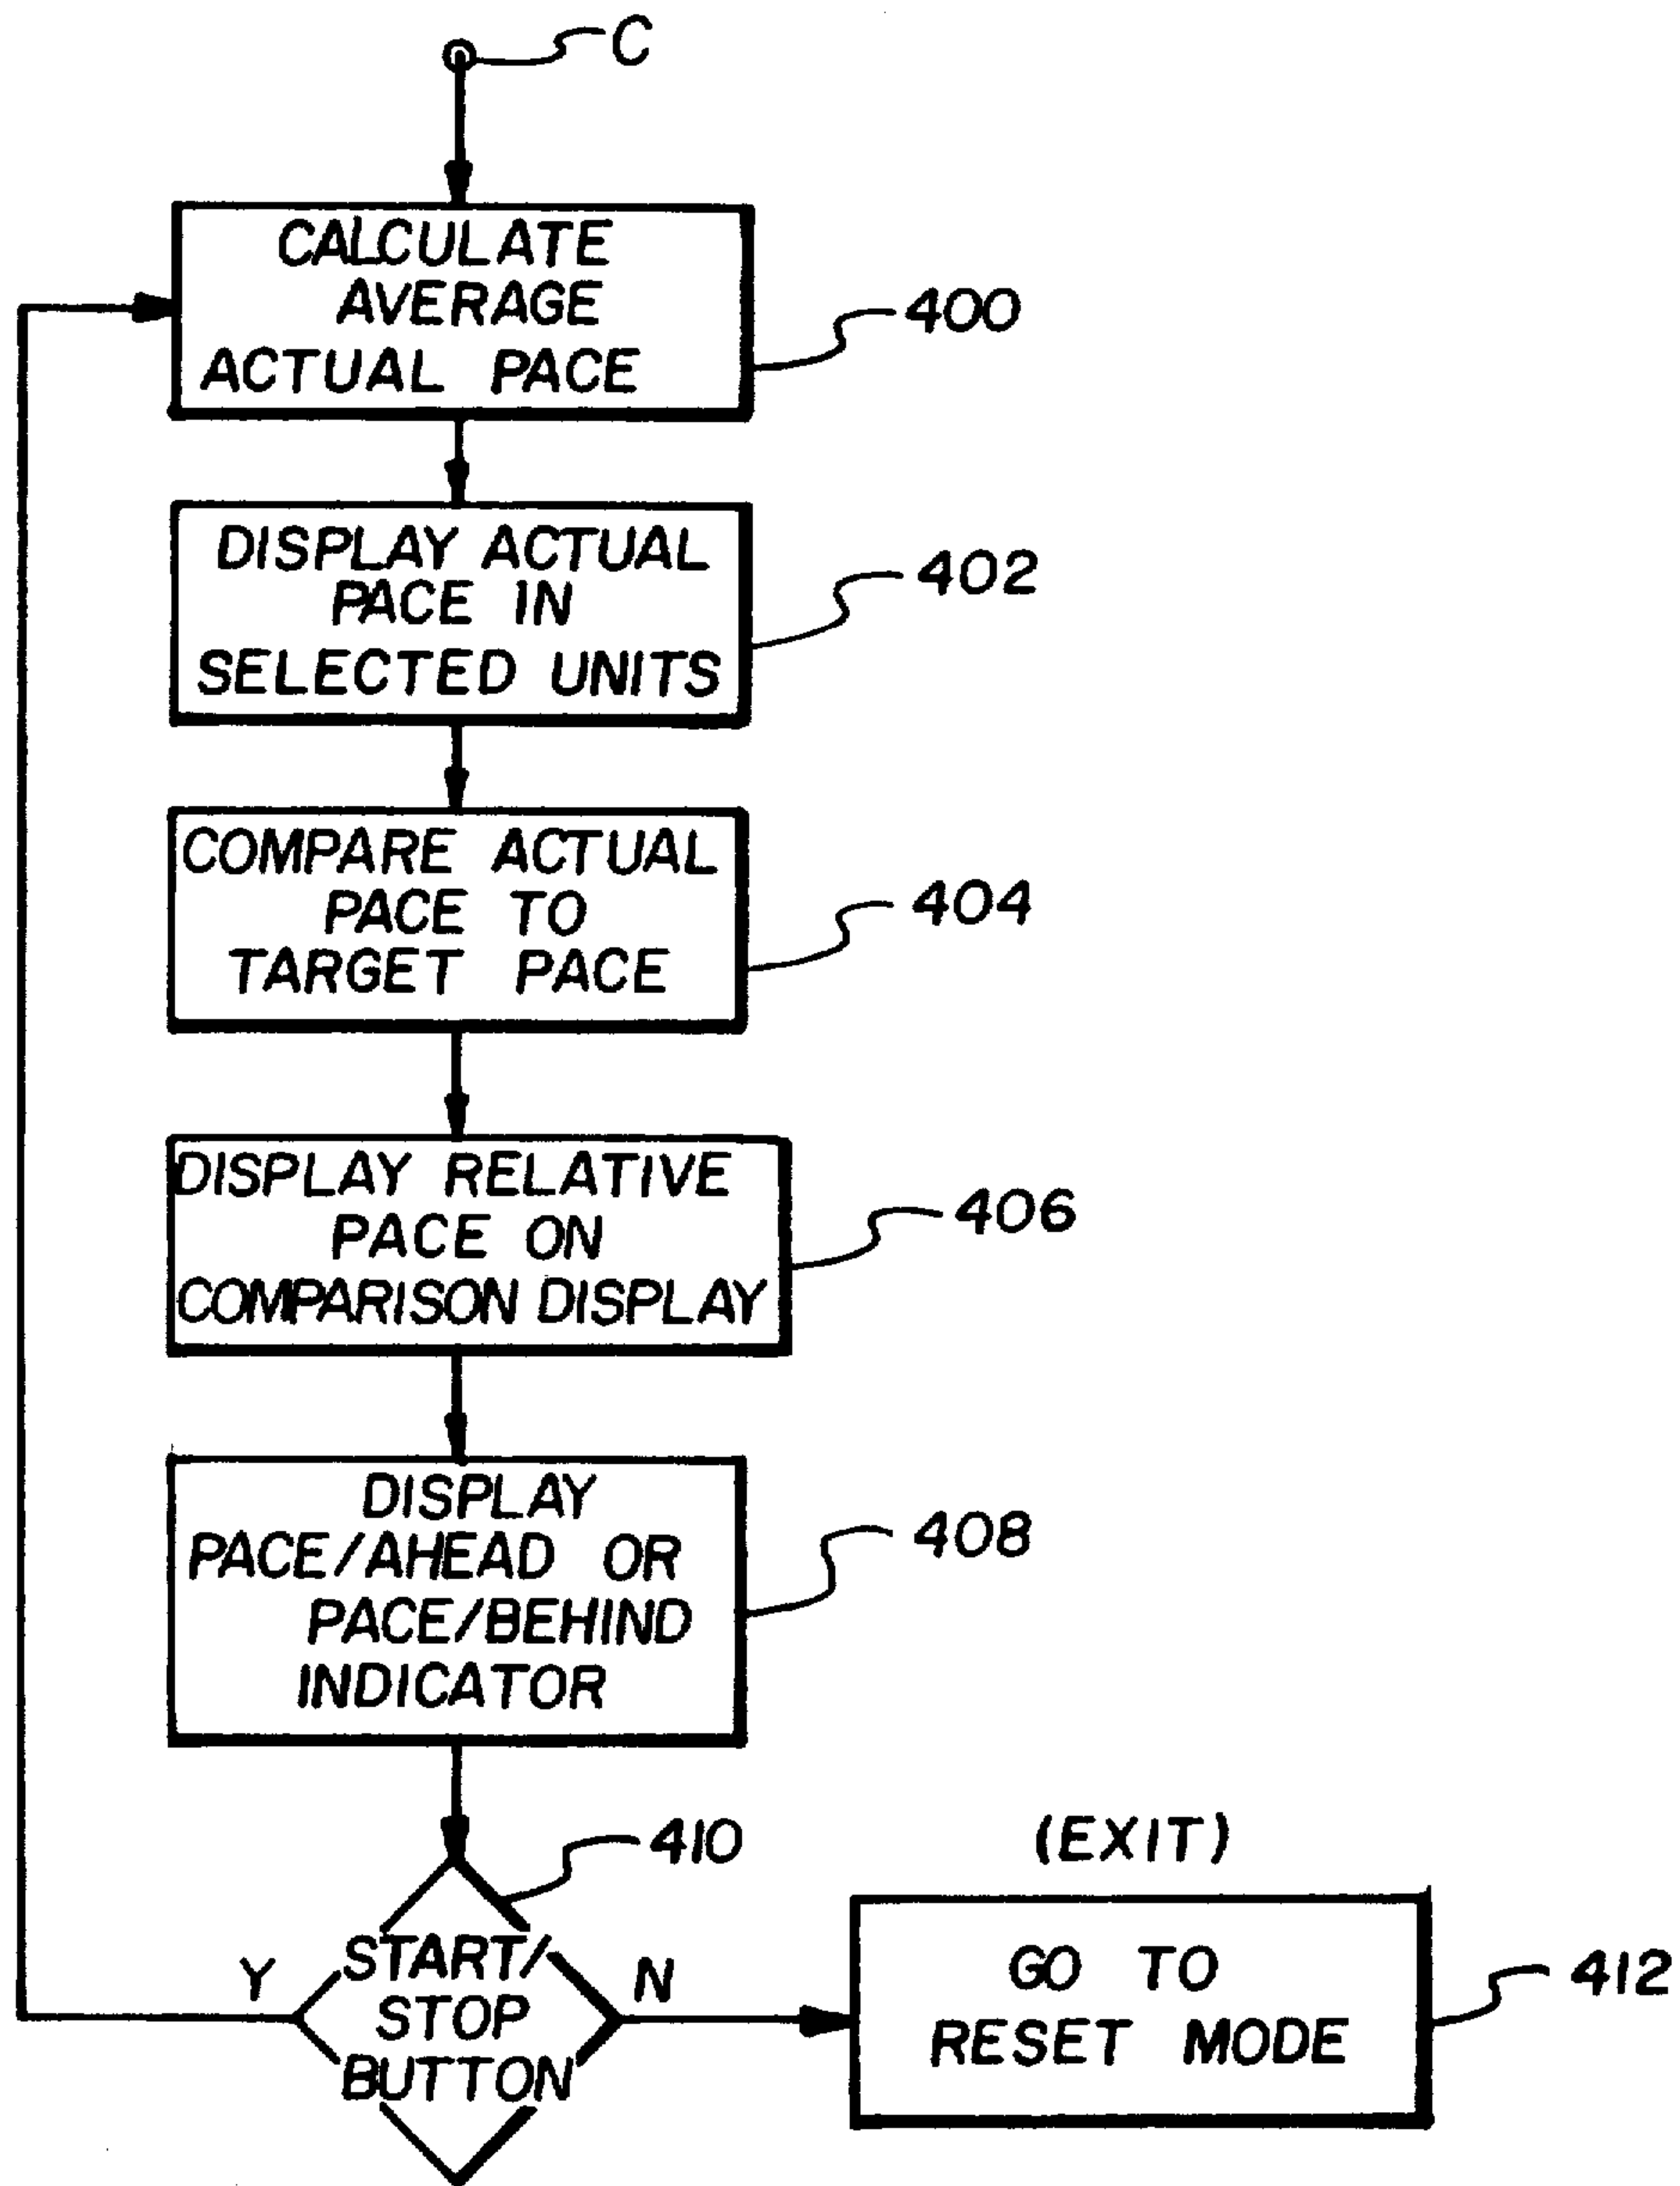 C
CALCULATE
AVERAGE
ACTUAL PACE
400
DISPLAY ACTUAL
PACE IN
SELECTED UNITS
402
COMPARE ACTUAL
PACE TO
TARGET PACE
404
DISPLAY RELATIVE
PACE ON
COMPARISON DISPLAY
406
DISPLAY
PACE/AHEAD OR
PACE/BEHIND
INDICATOR
408
410
START/
STOP
BUTTON
Y
N
(EXIT)
GO TO
RESET MODE
412